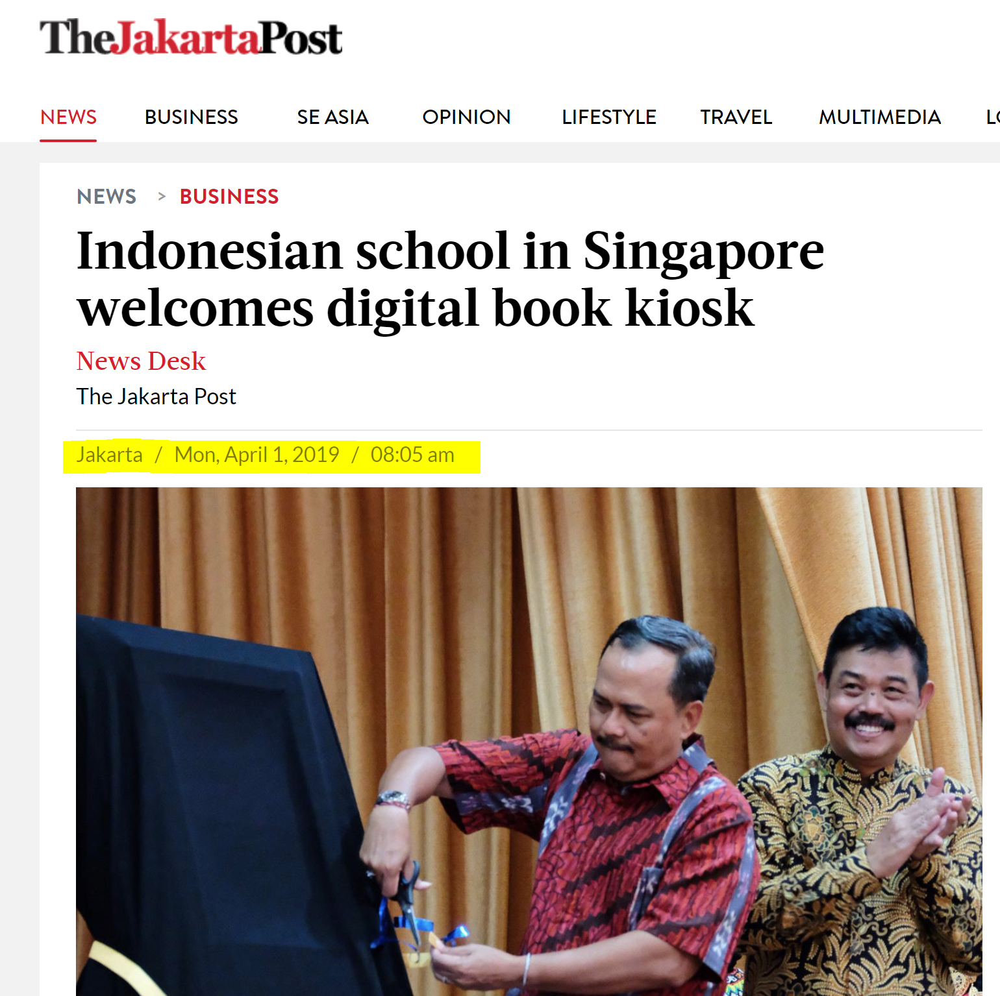 TheJakartaPost
NEWS BUSINESS SE ASIA OPINION LIFESTYLE TRAVEL MULTIMEDIA
NEWS > BUSINESS
Indonesian school in Singapore
welcomes digital book kiosk
News Desk
The Jakarta Post
Jakarta / Mon, April 1, 2019 / 08:05 am